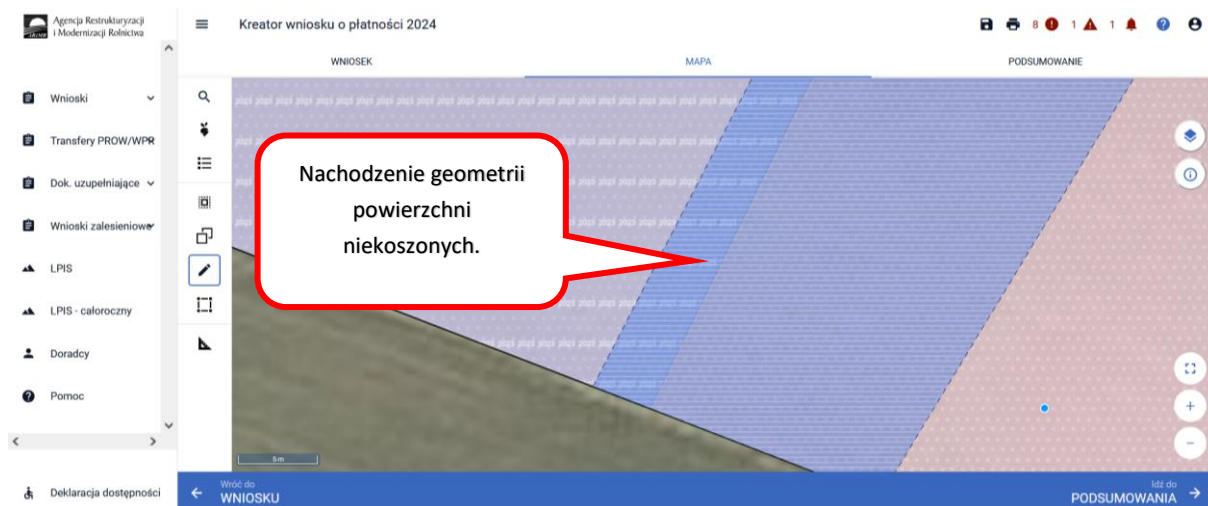 Agencja Restrukturyzacji
i Modernizacji Rolnictwa
Kreator wniosku o płatności 2024
8 1 1
WNIOSEK
MAPA
PODSUMOWANIE
Wnioski
Transfery PROW/WPR
Dok. uzupełniające
Wnioski zalesieniowe
LPIS
LPIS - całoroczny
Doradcy
Pomoc
Deklaracja dostępności
Nachodzenie geometrii
powierzchni
niekoszonych.
5m
Wróć do
WNIOSKU
Idź do
PODSUMOWANIA